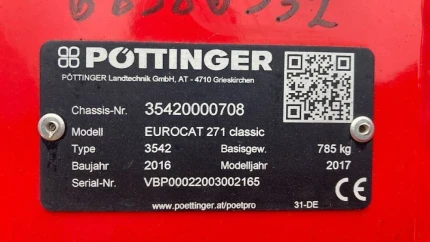 PÖTTINGER
PÖTTINGER Landtechnik GmbH, AT - 4710 Grieskirchen
Chassis-Nr. 35420000708
Modell EUROCAT 271 classic
Type 3542 Basisgew. 785 kg
Baujahr 2016 Modelljahr 2017
Serial-Nr. VBP00022003002165 CE
www.poettinger.at/poetpro 31-DE